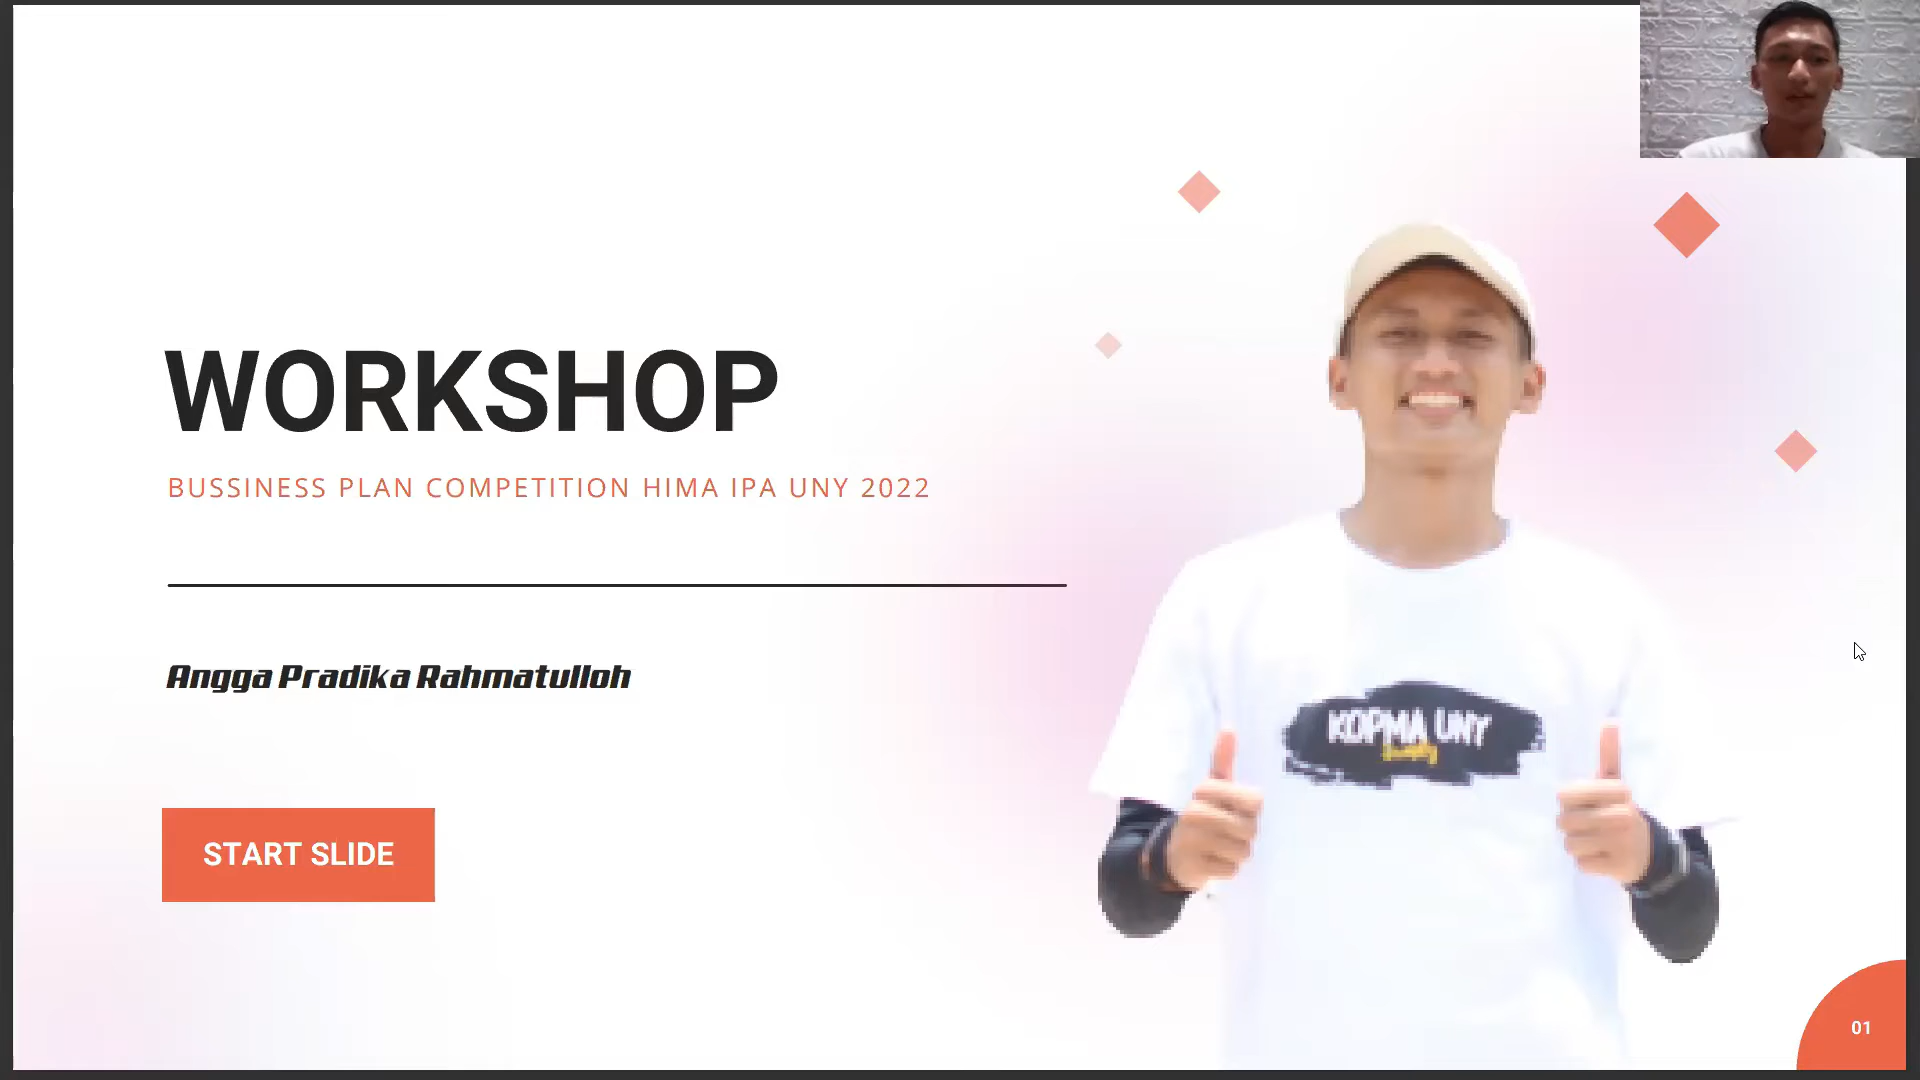 WORKSHOP
BUSSINESS PLAN COMPETITION HIMA IPA UNY 2022
Angga Pradika Rahmatulloh
KOPMA UNY
START SLIDE
01